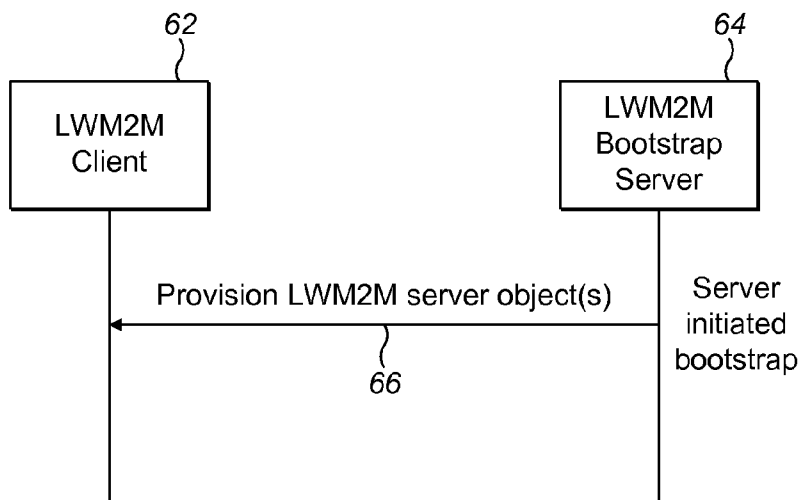 62
64
LWM2M
Client
LWM2M
Bootstrap
Server
Provision LWM2M server object(s)
66
Server
initiated
bootstrap